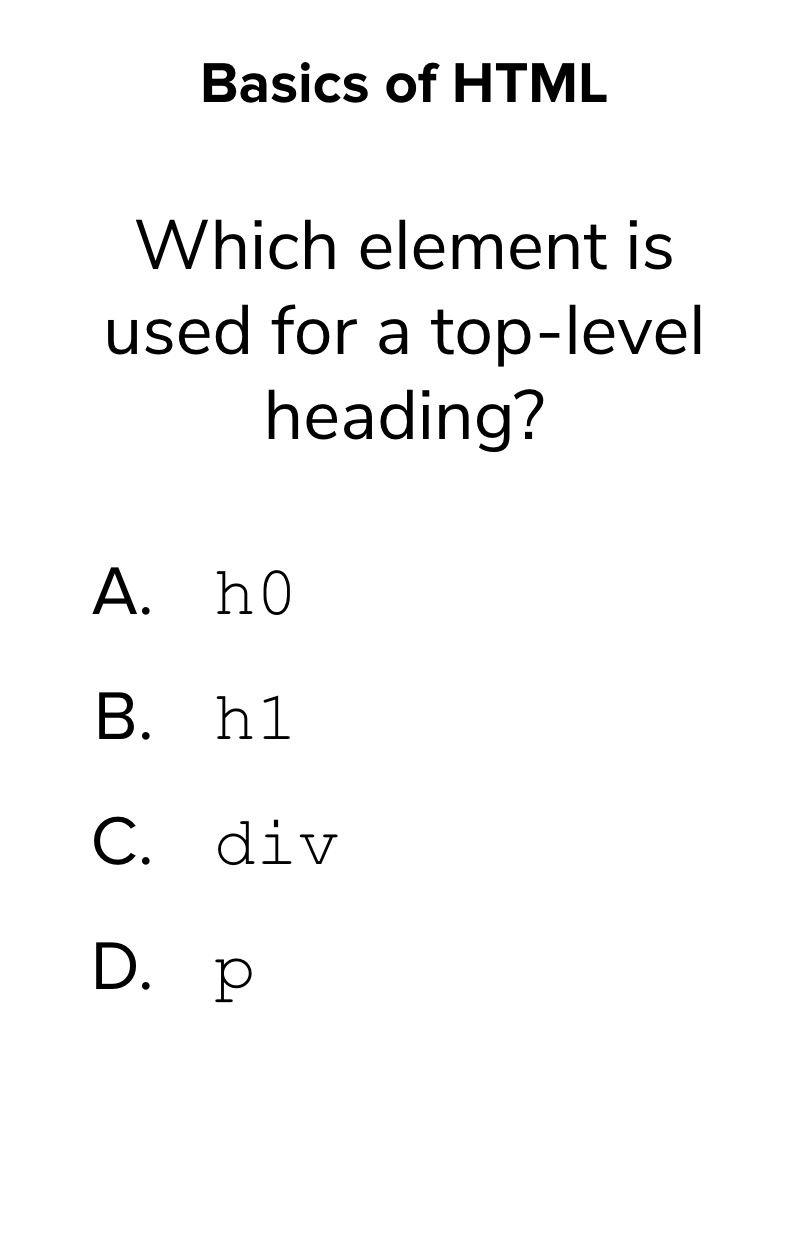 Basics of HTML
Which element is
used for a top-level
heading?
A. h0
B. h1
C. div
D. p